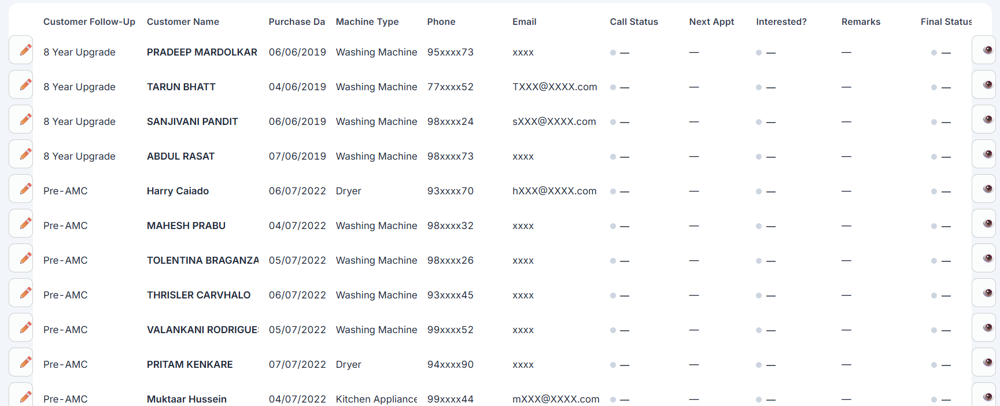 Customer Follow-Up Customer Name Purchase Da Machine Type Phone Email Call Status Next Appt Interested? Remarks Final Status
8 Year Upgrade PRADEEP MARDOLKAR 06/06/2019 Washing Machine 95xxxx73 xxxx — — — — —
8 Year Upgrade TARUN BHATT 04/06/2019 Washing Machine 77xxxx52 TXXX@XXXX.com — — — — —
8 Year Upgrade SANJIVANI PANDIT 06/06/2019 Washing Machine 98xxxx24 sXXX@XXXX.com — — — — —
8 Year Upgrade ABDUL RASAT 07/06/2019 Washing Machine 98xxxx73 xxxx — — — — —
Pre-AMC Harry Caiado 06/07/2022 Dryer 93xxxx70 hXXX@XXXX.com — — — — —
Pre-AMC MAHESH PRABU 04/07/2022 Washing Machine 98xxxx32 xxxx — — — — —
Pre-AMC TOLENTINA BRAGANZA 05/07/2022 Washing Machine 98xxxx26 xxxx — — — — —
Pre-AMC THRISLER CARVHALO 06/07/2022 Washing Machine 93xxxx45 xxxx — — — — —
Pre-AMC VALANKANI RODRIGUES 05/07/2022 Washing Machine 99xxxx52 xxxx — — — — —
Pre-AMC PRITAM KENKARE 07/07/2022 Dryer 94xxxx90 xxxx — — — — —
Pre-AMC Muktaar Hussein 04/07/2022 Kitchen Appliance 99xxxx44 mXXX@XXXX.com — — — — —